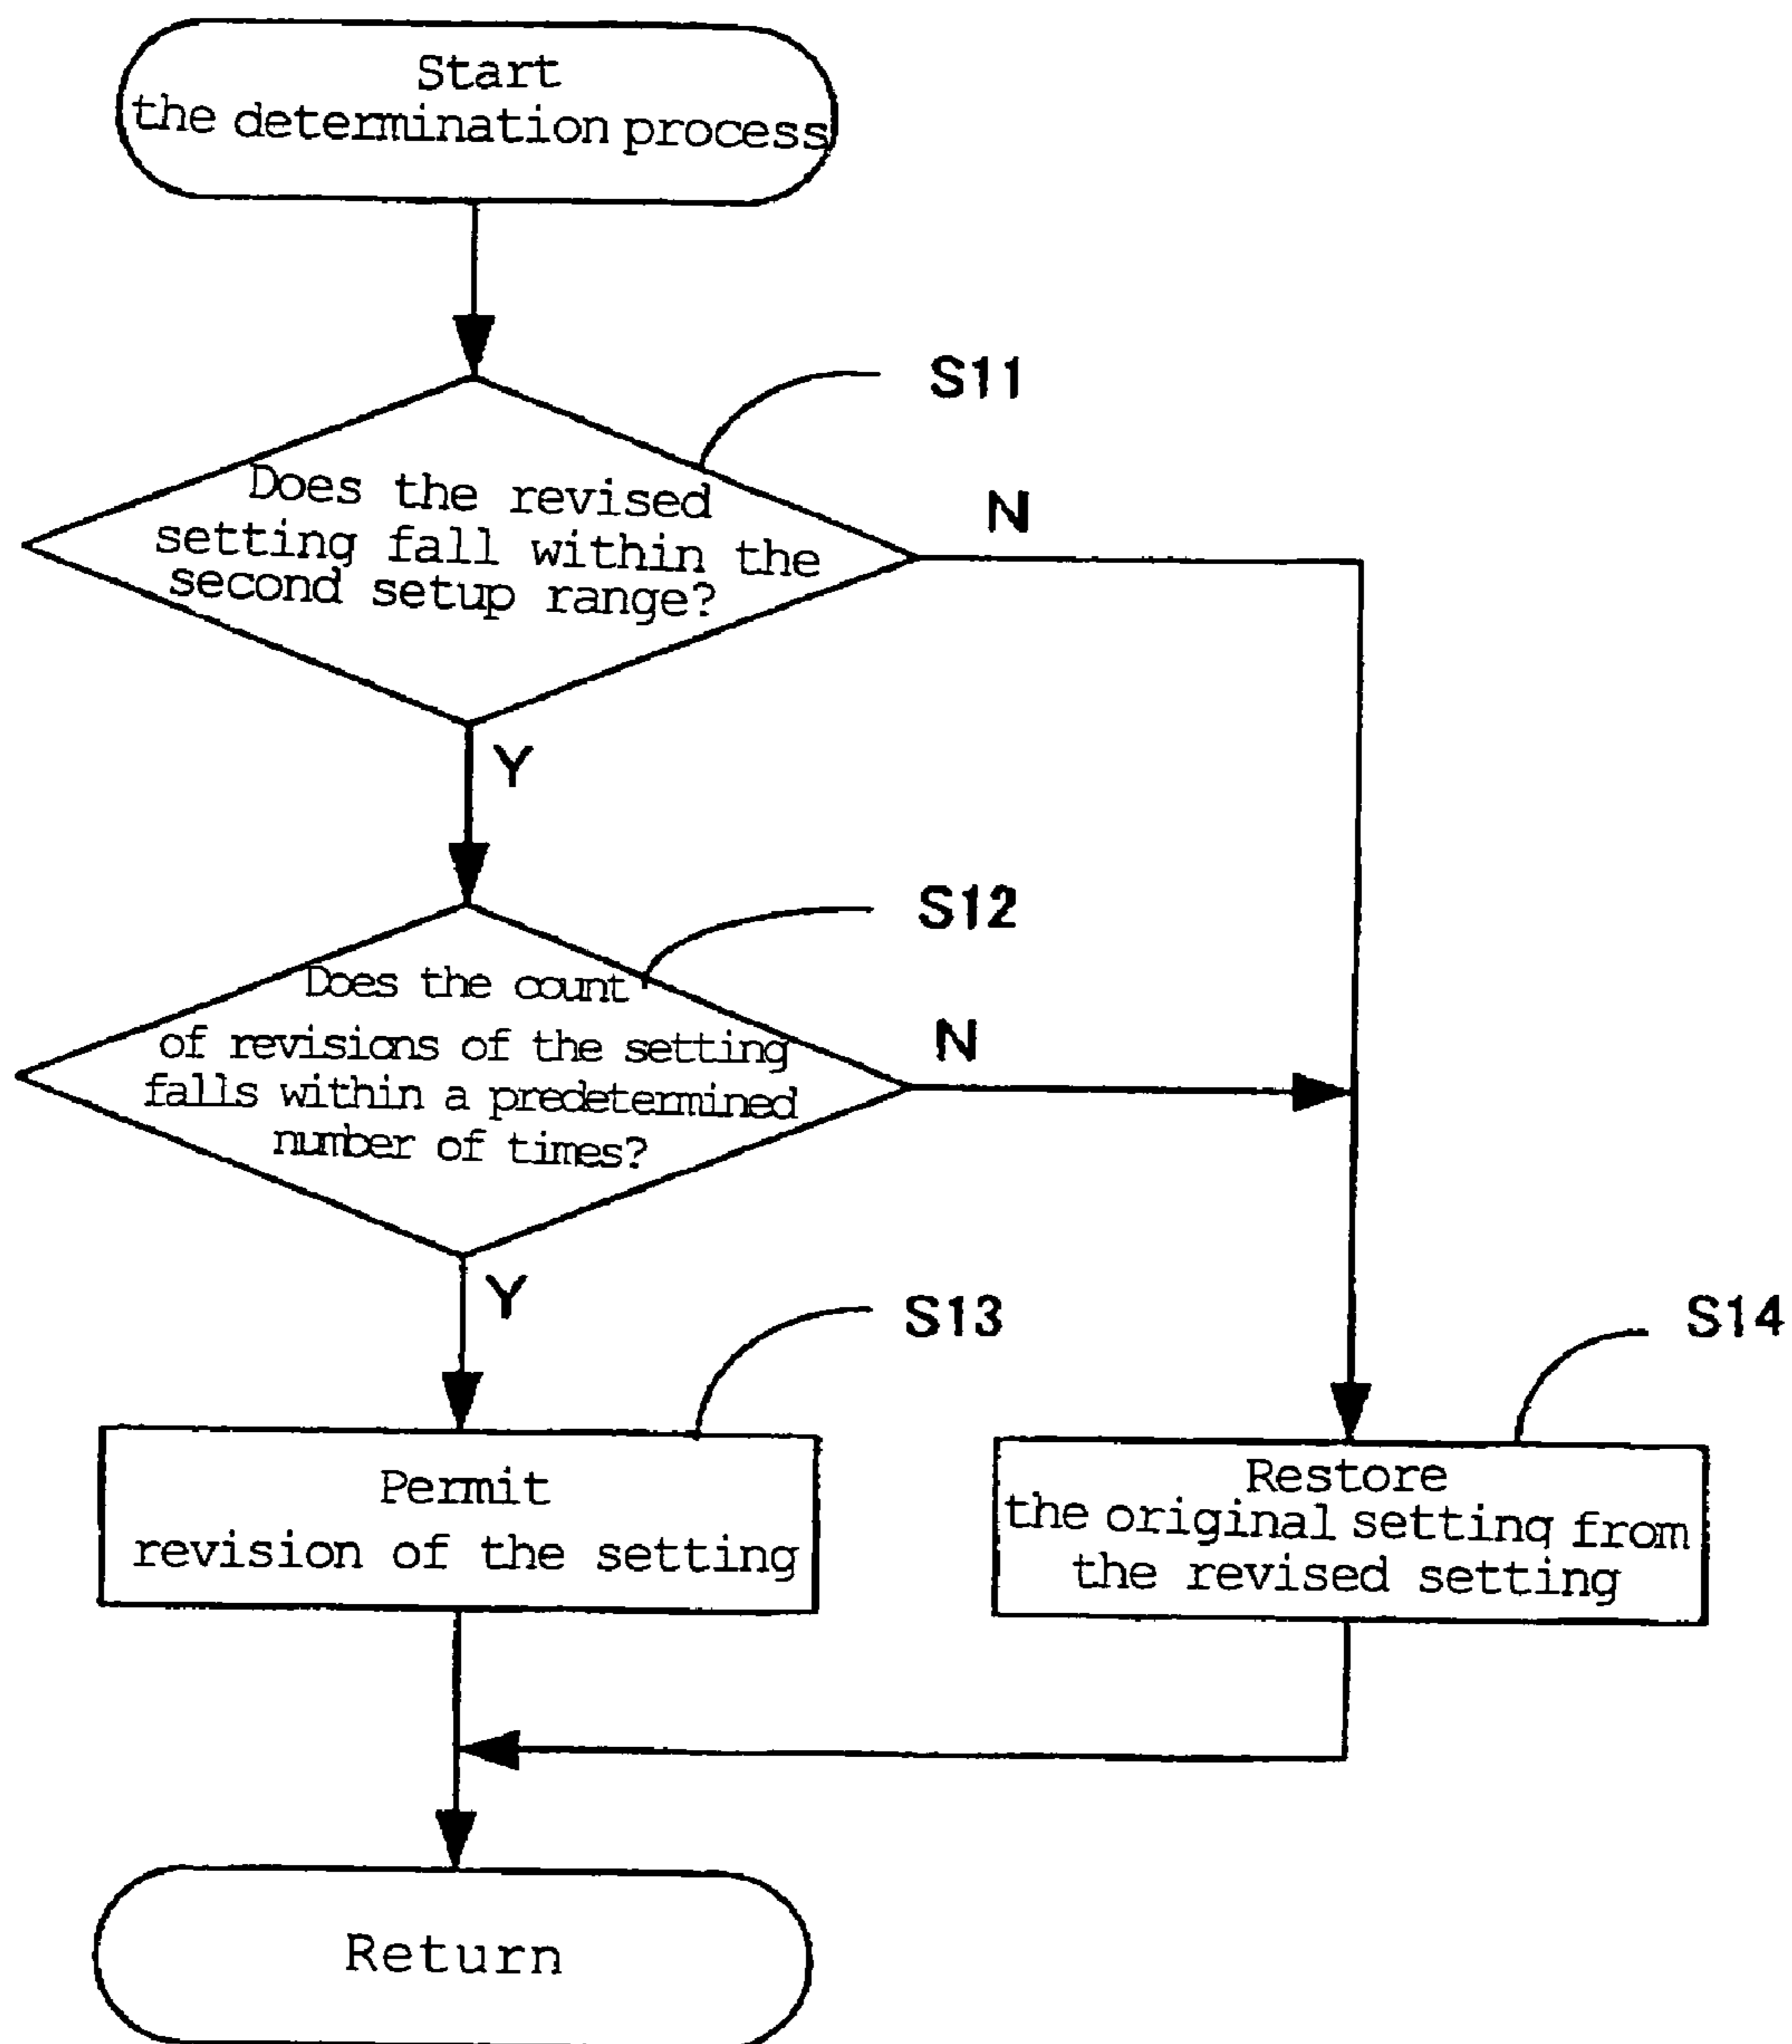 Start
the determination process
S11
Does the revised
setting fall within the
second setup range?
N
Y
S12
Does the count
of revisions of the setting
falls within a predetermined
number of times?
N
Y
S13
S14
Permit
revision of the setting
Restore
the original setting from
the revised setting
Return